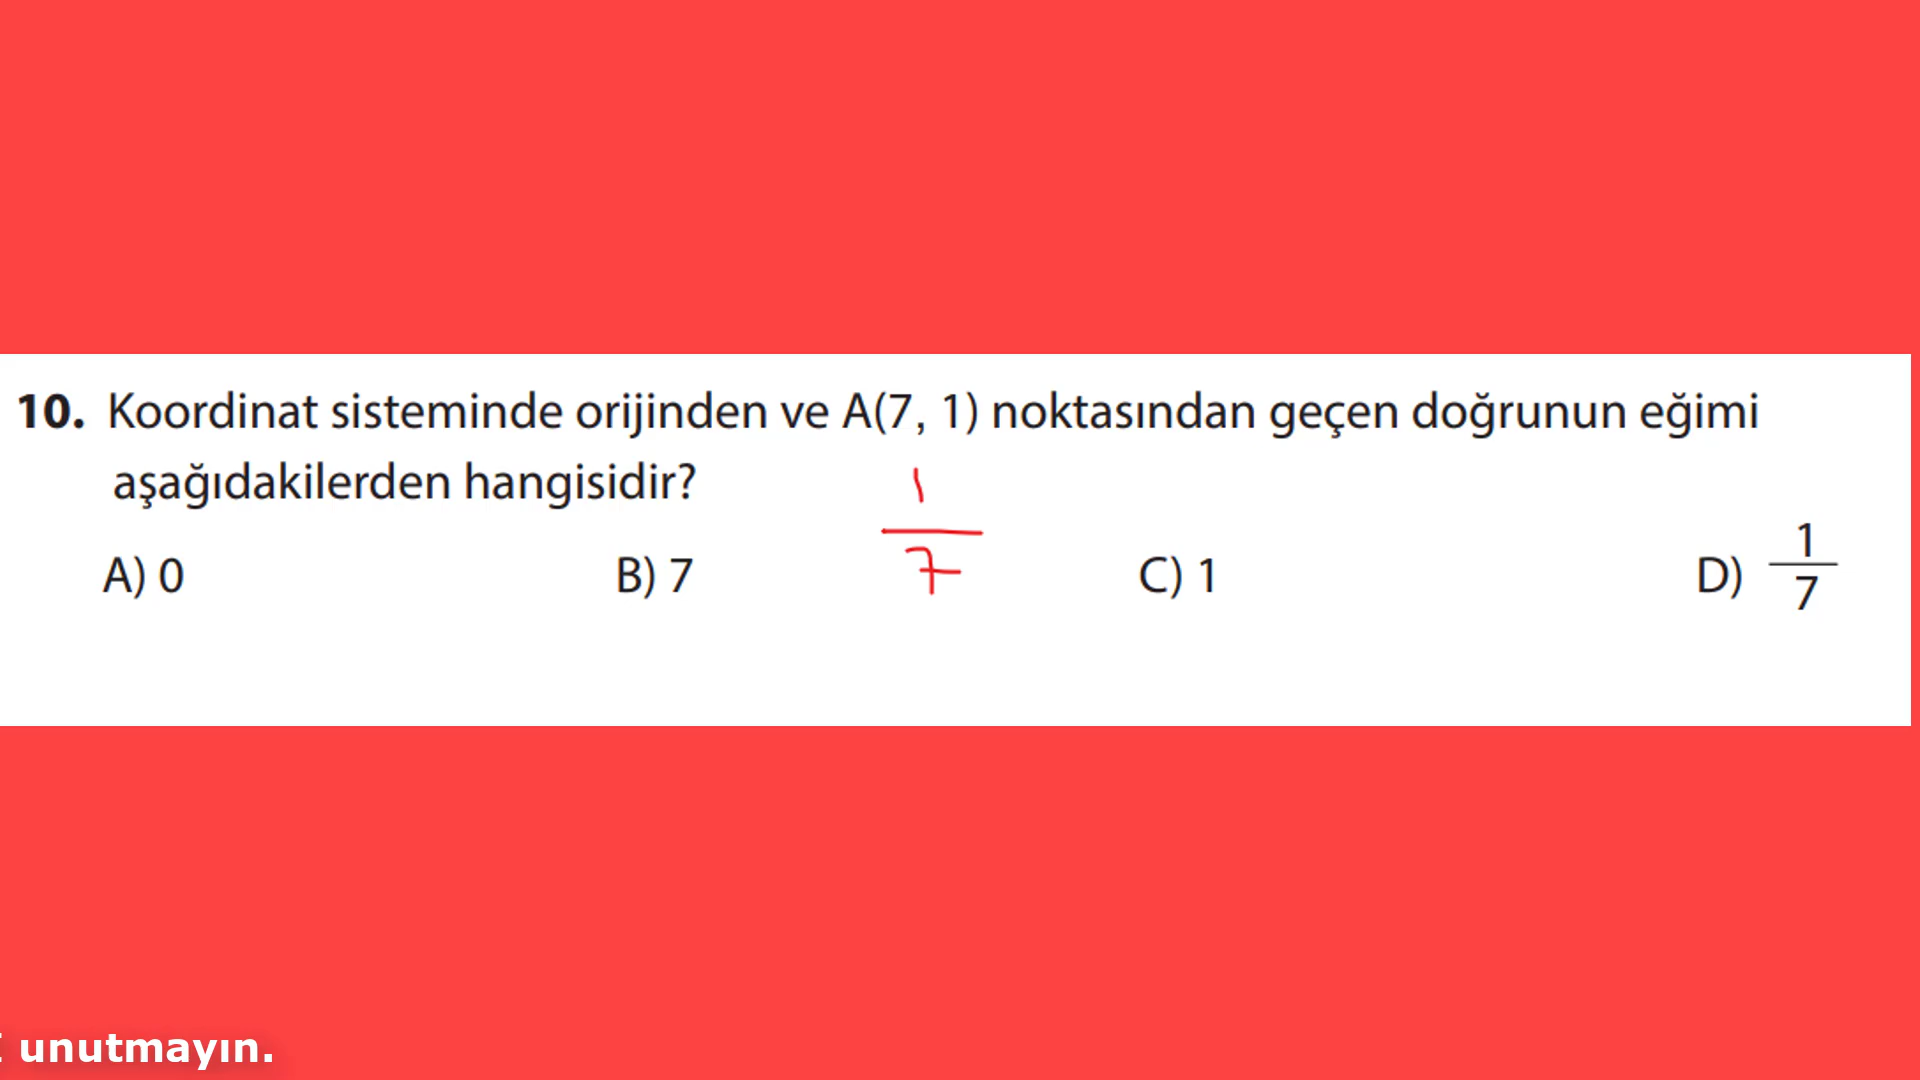 10. Koordinat sisteminde orijinden ve A(7, 1) noktasından geçen doğrunun eğimi
aşağıdakilerden hangisidir?
1
7
A) 0 B) 7 C) 1 D) 1/7
unutmayın.